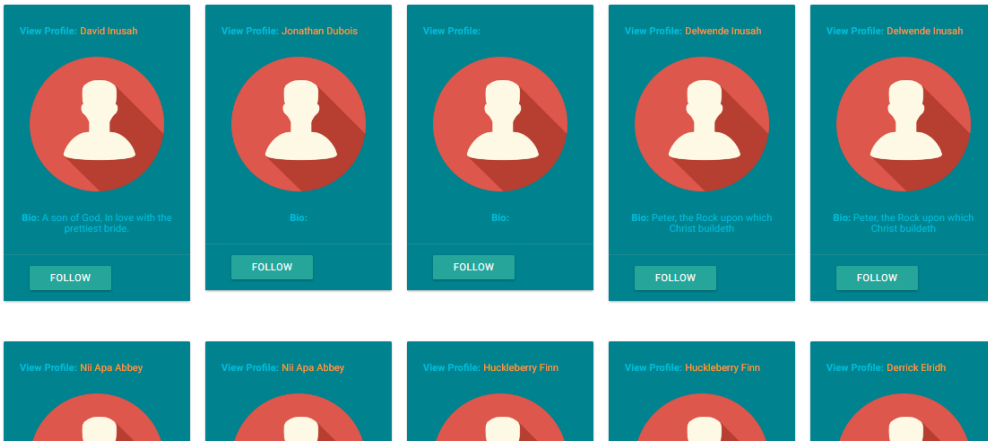 View Profile: David Inusah
View Profile: Jonathan Dubois
View Profile:
View Profile: Delwende Inusah
View Profile: Delwende Inusah
Bio: A son of God, In love with the
prettiest bride.
Bio:
Bio:
Bio: Peter, the Rock upon which
Christ buildeth
Bio: Peter, the Rock upon which
Christ buildeth
FOLLOW
FOLLOW
FOLLOW
FOLLOW
FOLLOW
View Profile: Nii Apa Abbey
View Profile: Nii Apa Abbey
View Profile: Huckleberry Finn
View Profile: Huckleberry Finn
View Profile: Derrick Elridh